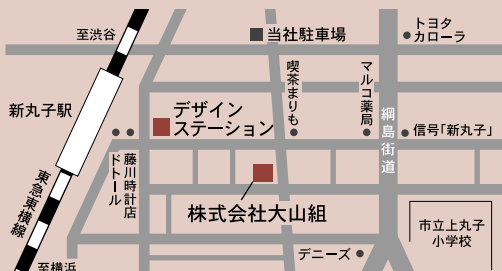 至渋谷
当社駐車場
トヨタ
カローラ
喫茶まりも
マルコ薬局
新丸子駅
デザイン
ステーション
綱島街道
信号「新丸子」
藤川時計店
ドトール
東急東横線
株式会社大山組
市立上丸子
小学校
デニーズ
至横浜